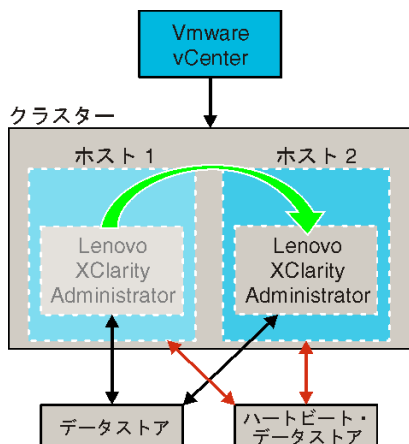 Vmware
vCenter
クラスター
ホスト 1
ホスト 2
Lenovo
XClarity
Administrator
Lenovo
XClarity
Administrator
データストア
ハートビート・
データストア